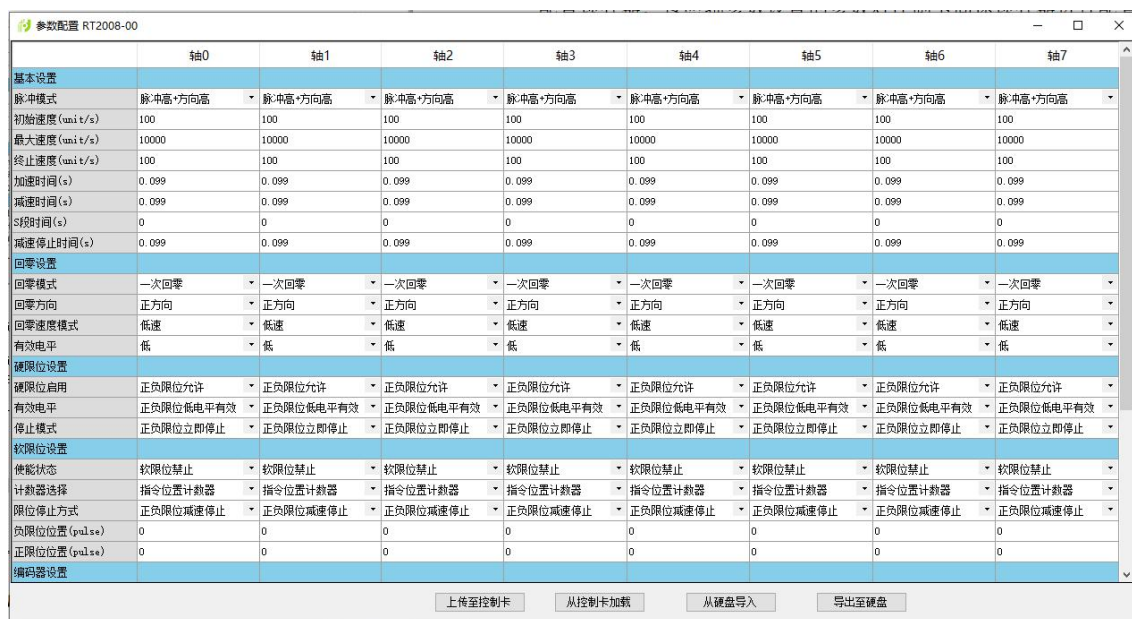 参数配置 RT2008-00
轴0 轴1 轴2 轴3 轴4 轴5 轴6 轴7
基本设置
脉冲模式 脉冲高+方向高 脉冲高+方向高 脉冲高+方向高 脉冲高+方向高 脉冲高+方向高 脉冲高+方向高 脉冲高+方向高 脉冲高+方向高
初始速度(unit/s) 100 100 100 100 100 100 100 100
最大速度(unit/s) 10000 10000 10000 10000 10000 10000 10000 10000
终止速度(unit/s) 100 100 100 100 100 100 100 100
加速时间(s) 0.099 0.099 0.099 0.099 0.099 0.099 0.099 0.099
减速时间(s) 0.099 0.099 0.099 0.099 0.099 0.099 0.099 0.099
S段时间(s) 0 0 0 0 0 0 0 0
减速停止时间(s) 0.099 0.099 0.099 0.099 0.099 0.099 0.099 0.099
回零设置
回零模式 一次回零 一次回零 一次回零 一次回零 一次回零 一次回零 一次回零 一次回零
回零方向 正方向 正方向 正方向 正方向 正方向 正方向 正方向 正方向
回零速度模式 低速 低速 低速 低速 低速 低速 低速 低速
有效电平 低 低 低 低 低 低 低 低
硬限位设置
硬限位启用 正负限位允许 正负限位允许 正负限位允许 正负限位允许 正负限位允许 正负限位允许 正负限位允许 正负限位允许
有效电平 正负限位低电平有效 正负限位低电平有效 正负限位低电平有效 正负限位低电平有效 正负限位低电平有效 正负限位低电平有效 正负限位低电平有效 正负限位低电平有效
停止模式 正负限位立即停止 正负限位立即停止 正负限位立即停止 正负限位立即停止 正负限位立即停止 正负限位立即停止 正负限位立即停止 正负限位立即停止
软限位设置
使能状态 软限位禁止 软限位禁止 软限位禁止 软限位禁止 软限位禁止 软限位禁止 软限位禁止 软限位禁止
计数器选择 指令位置计数器 指令位置计数器 指令位置计数器 指令位置计数器 指令位置计数器 指令位置计数器 指令位置计数器 指令位置计数器
限位停止方式 正负限位减速停止 正负限位减速停止 正负限位减速停止 正负限位减速停止 正负限位减速停止 正负限位减速停止 正负限位减速停止 正负限位减速停止
负限位位置(pulse) 0 0 0 0 0 0 0 0
正限位位置(pulse) 0 0 0 0 0 0 0 0
编码器设置
上传至控制卡 从控制卡加载 从硬盘导入 导出至硬盘